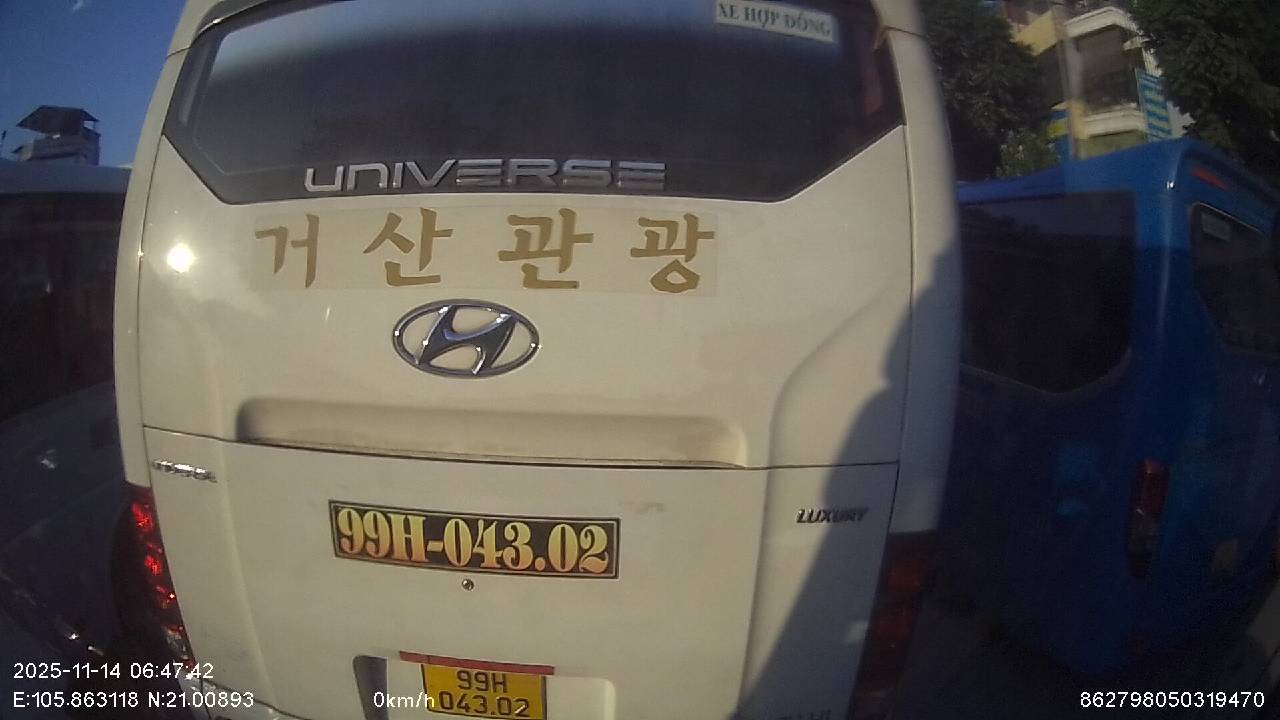 XE HỢP ĐỒNG
UNIVERSE
거산관광
99H-043.02
LUXURY
99H
043.02
2025-11-14 06:47:42
E:105.863118 N:21.00893
0km/h
862798050319470